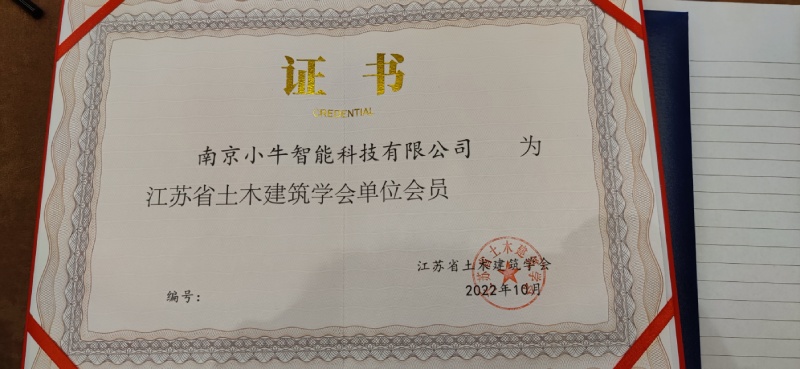 证书
CREDENTIAL
南京小牛智能科技有限公司 为
江苏省土木建筑学会单位会员
江苏省土木建筑学会
2022年10月
编号：